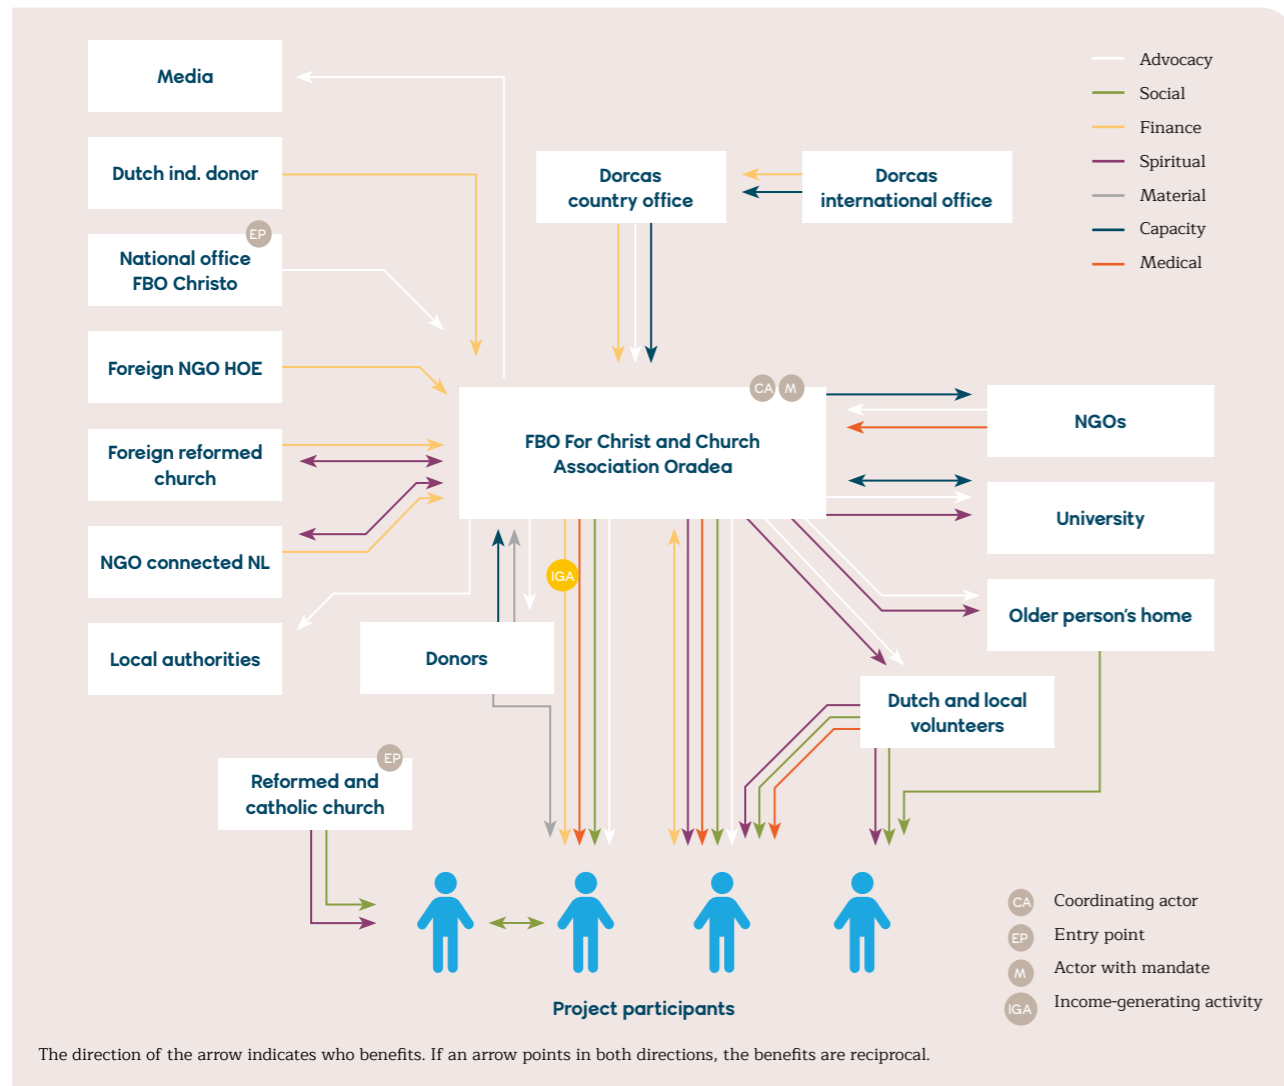 Media
Dutch ind. donor
EP
National office
FBO Christo
Foreign NGO HOE
Foreign reformed
church
NGO connected NL
Local authorities
Dorcas
country office
Dorcas
international office
Advocacy
Social
Finance
Spiritual
Material
Capacity
Medical
CA
M
FBO For Christ and Church
Association Oradea
NGOs
University
Older person's home
IGA
Donors
Dutch and local
volunteers
EP
Reformed and
catholic church
Project participants
CA Coordinating actor
EP Entry point
M Actor with mandate
IGA Income-generating activity
The direction of the arrow indicates who benefits. If an arrow points in both directions, the benefits are reciprocal.